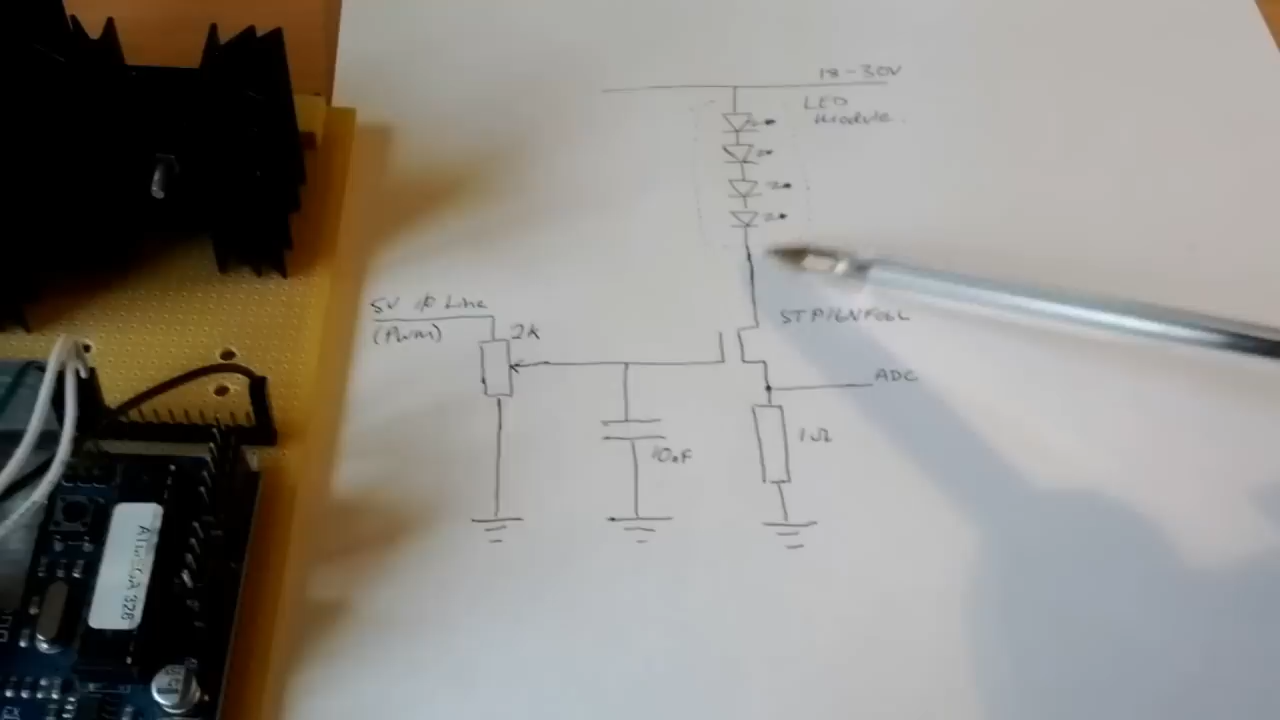 18-30V
LED
Module.
5V I/P Line
(PWM)
2K
STP16NF06L
ADC
10uF
1Ω
ATMEGA 328